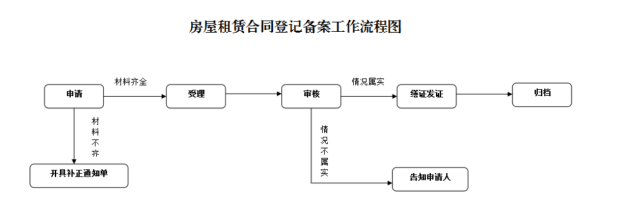 房屋租赁合同登记备案工作流程图
申请
材料齐全
受理
审核
情况属实
缮证发证
归档
材料不齐
情况不属实
开具补正通知单
告知申请人